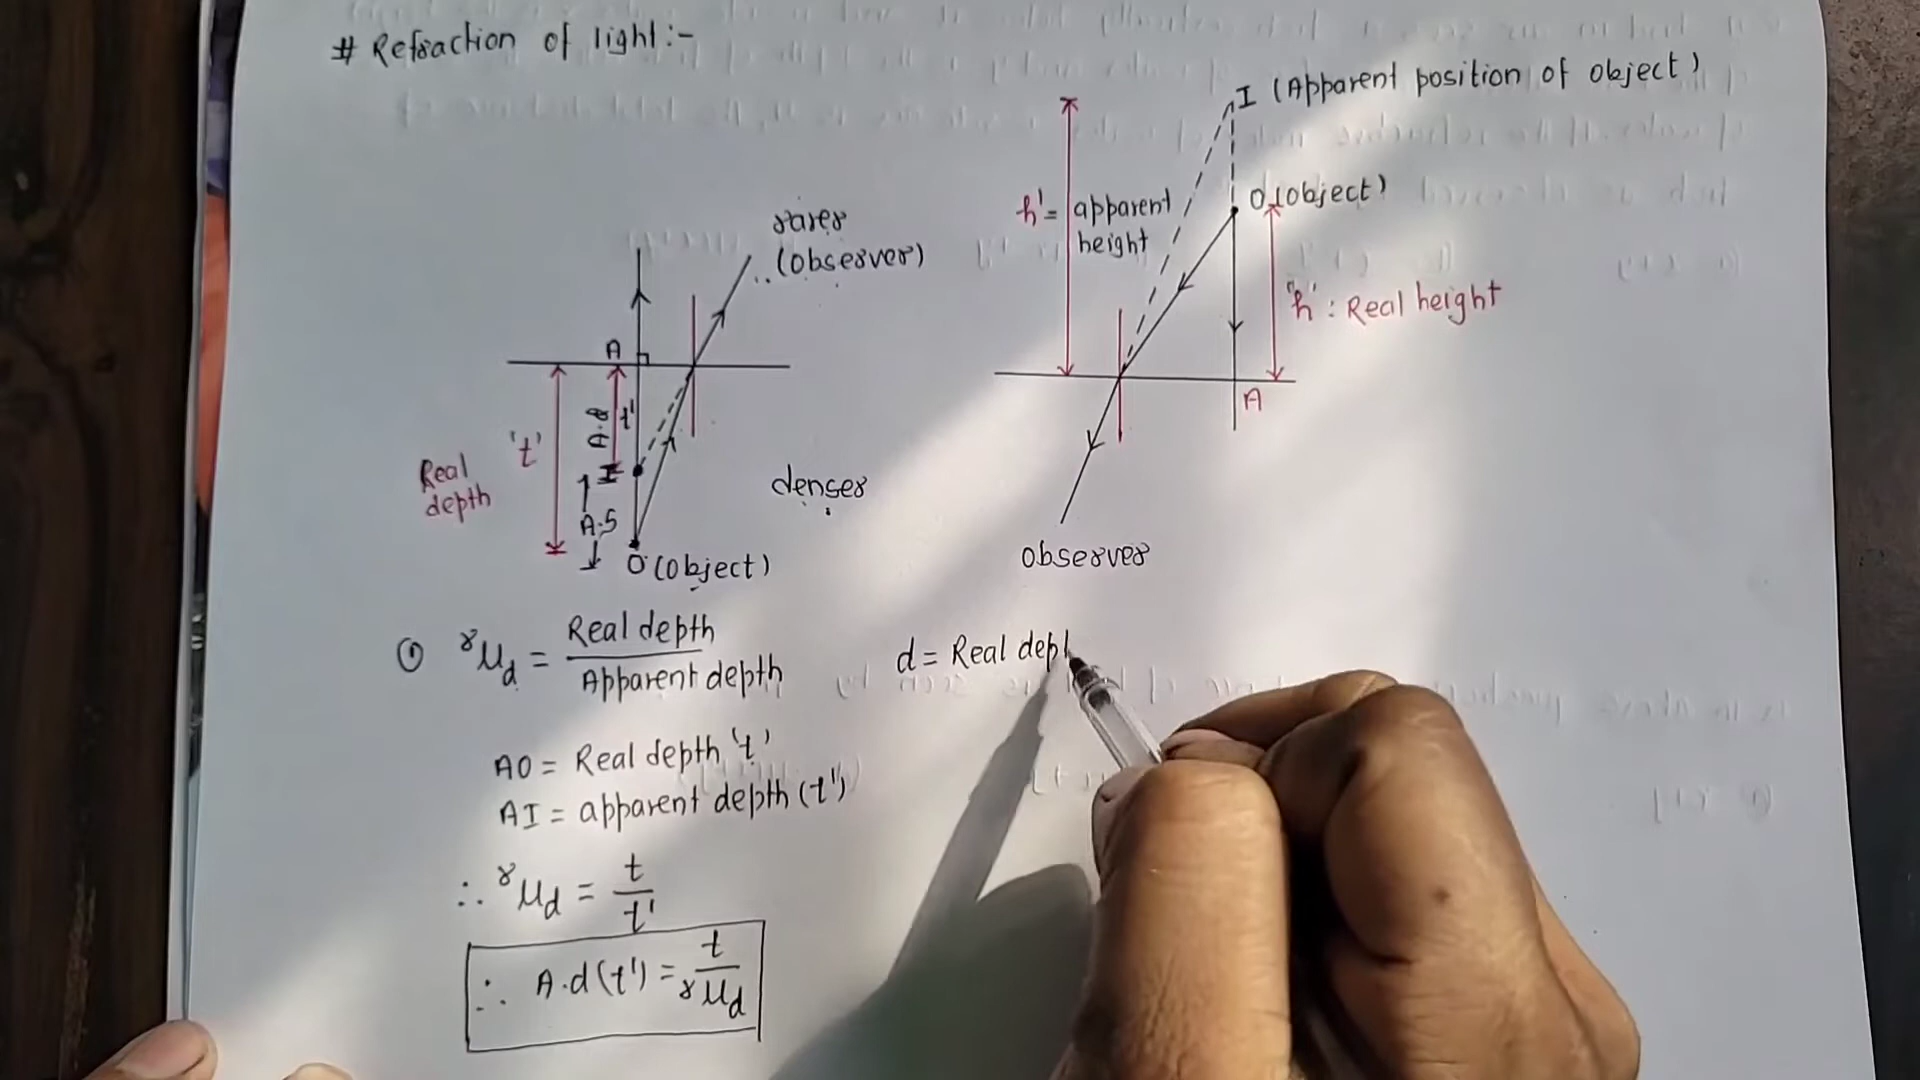 # Refraction of light:-
I (Apparent position of object)
O (object)
h' = apparent height
'h' : Real height
A
observer
rarer
(observer)
A
't'
Real
depth
a.d
t'
I
A.S
denser
O (object)
① ʳμd = Real depth / Apparent depth
d = Real dept
AO = Real depth 't'
AI = apparent depth (t')
∴ ʳμd = t / t'
∴ A.d (t') = t / ʳμd